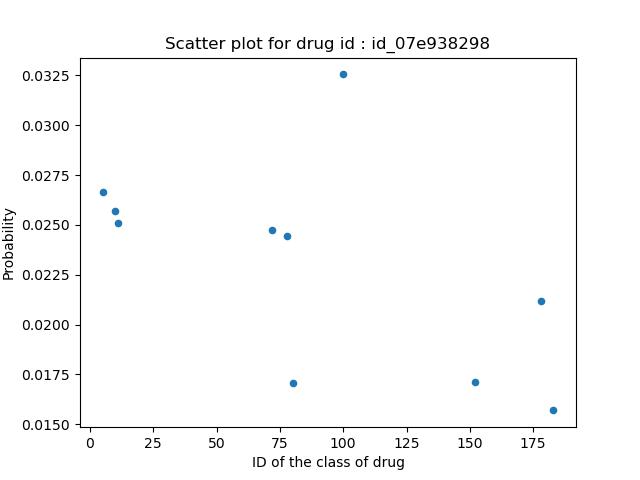 Scatter plot for drug id : id_07e938298
0.0325
0.0300
0.0275
0.0250
0.0225
0.0200
0.0175
0.0150
Probability
0 25 50 75 100 125 150 175
ID of the class of drug